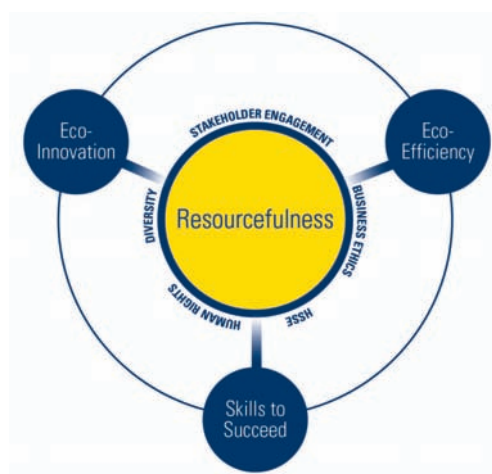 STAKEHOLDER ENGAGEMENT
Eco-
Innovation
Eco-
Efficiency
DIVERSITY
Resourcefulness
BUSINESS ETHICS
HUMAN RIGHTS
HSSE
Skills to
Succeed